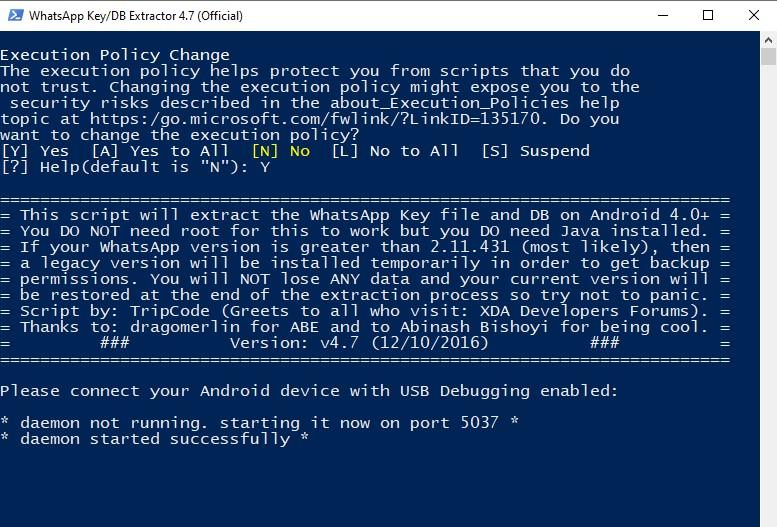 WhatsApp Key/DB Extractor 4.7 (Official)
Execution Policy Change
The execution policy helps protect you from scripts that you do
not trust. Changing the execution policy might expose you to the
 security risks described in the about_Execution_Policies help
topic at https:/go.microsoft.com/fwlink/?LinkID=135170. Do you
want to change the execution policy?
[Y] Yes  [A] Yes to All  [N] No  [L] No to All  [S] Suspend
[?] Help(default is "N"): Y
=========================================================================
= This script will extract the WhatsApp Key file and DB on Android 4.0+ =
= You DO NOT need root for this to work but you DO need Java installed. =
= If your WhatsApp version is greater than 2.11.431 (most likely), then =
= a legacy version will be installed temporarily in order to get backup =
= permissions. You will NOT lose ANY data and your current version will =
= be restored at the end of the extraction process so try not to panic. =
= Script by: TripCode (Greets to all who visit: XDA Developers Forums). =
= Thanks to: dragomerlin for ABE and to Abinash Bishoyi for being cool. =
=         ###          Version: v4.7 (12/10/2016)          ###          =
=========================================================================
Please connect your Android device with USB Debugging enabled:
* daemon not running. starting it now on port 5037 *
* daemon started successfully *